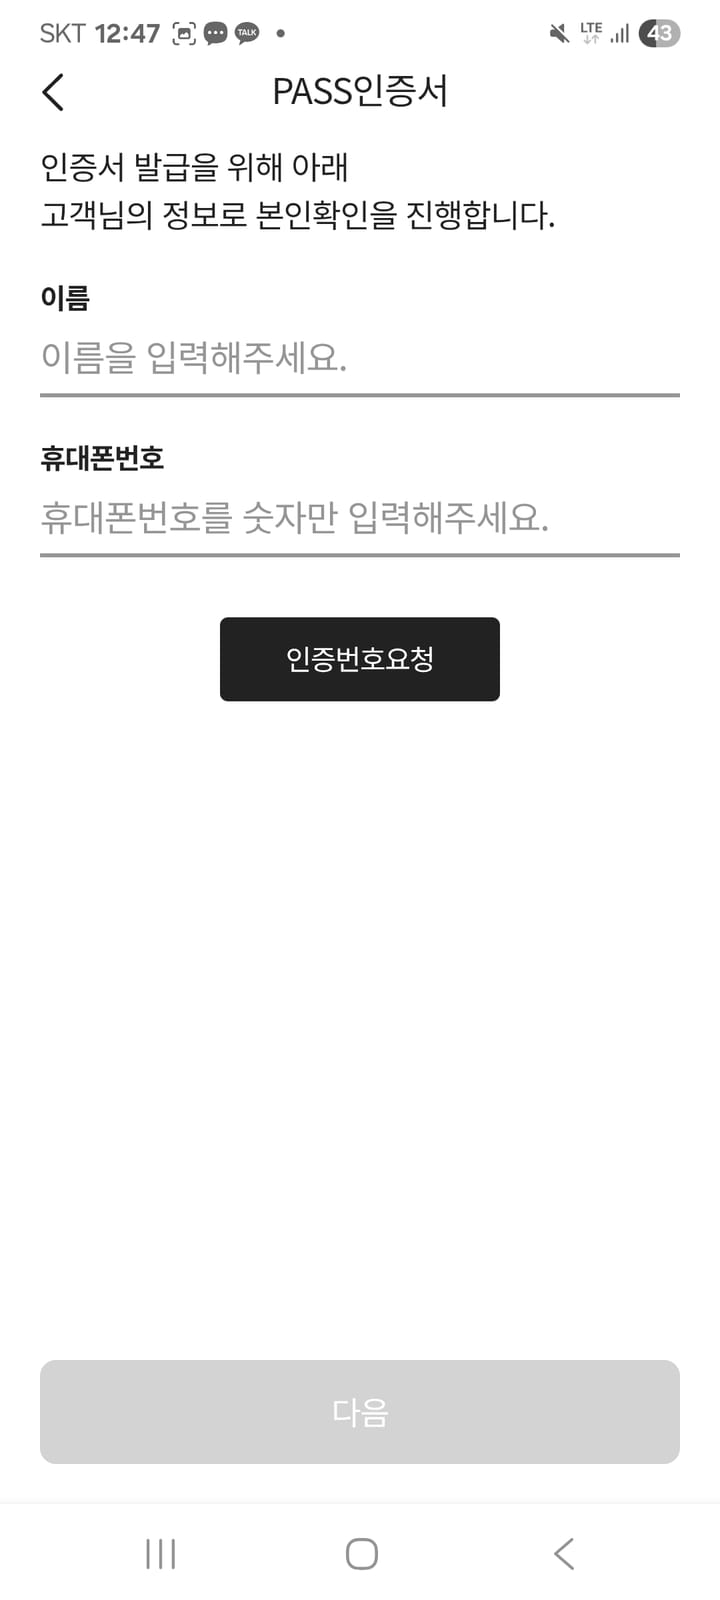 SKT 12:47 TALK LTE 43
PASS인증서
인증서 발급을 위해 아래
고객님의 정보로 본인확인을 진행합니다.
이름
이름을 입력해주세요.
휴대폰번호
휴대폰번호를 숫자만 입력해주세요.
인증번호요청
다음